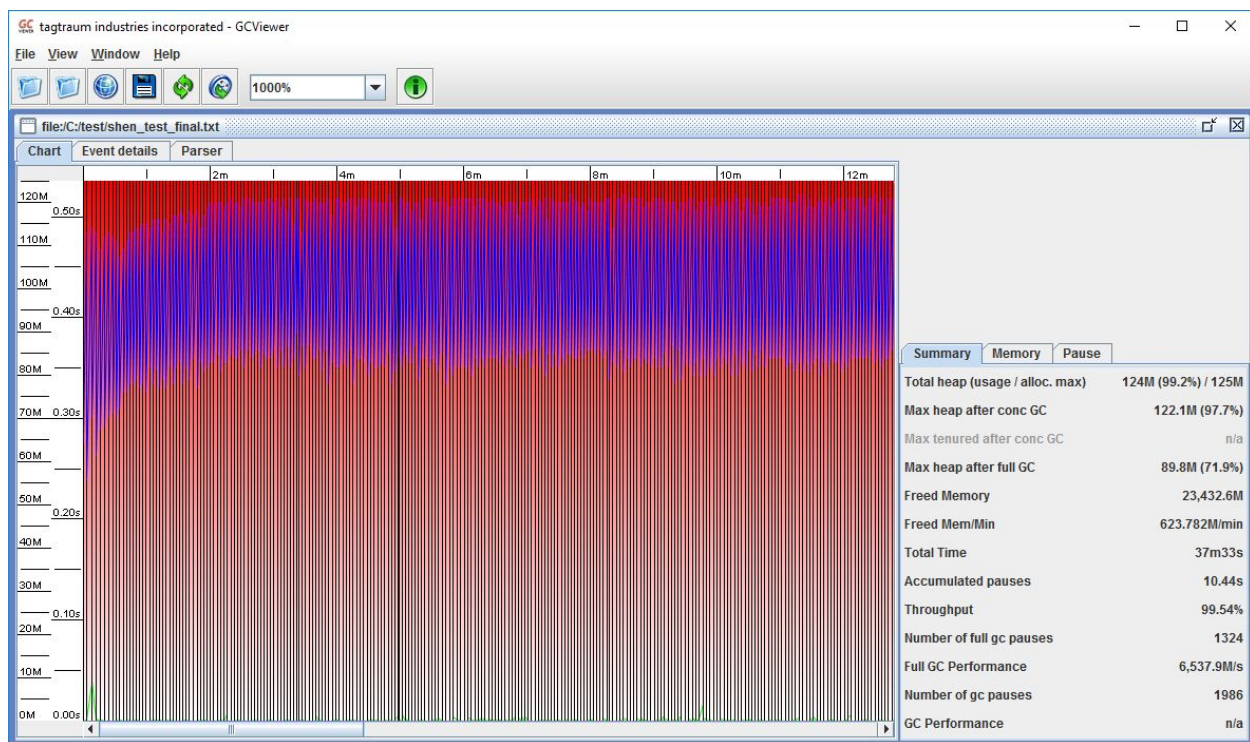 GC VIEWER tagtraum industries incorporated - GCViewer
File View Window Help
1000%
file:/C:/test/shen_test_final.txt
Chart Event details Parser
2m 4m 6m 8m 10m 12m
120M
0.50s
110M
100M
0.40s
90M
80M
70M 0.30s
60M
50M
0.20s
40M
30M
0.10s
20M
10M
0M 0.00s
Summary Memory Pause
Total heap (usage / alloc. max) 124M (99.2%) / 125M
Max heap after conc GC 122.1M (97.7%)
Max tenured after conc GC n/a
Max heap after full GC 89.8M (71.9%)
Freed Memory 23,432.6M
Freed Mem/Min 623.782M/min
Total Time 37m33s
Accumulated pauses 10.44s
Throughput 99.54%
Number of full gc pauses 1324
Full GC Performance 6,537.9M/s
Number of gc pauses 1986
GC Performance n/a